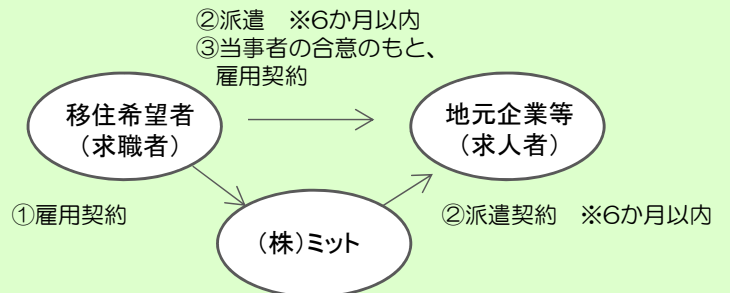 ②派遣　※6か月以内
③当事者の合意のもと、
雇用契約
移住希望者
（求職者）
地元企業等
（求人者）
①雇用契約
②派遣契約　※6か月以内
（株）ミット